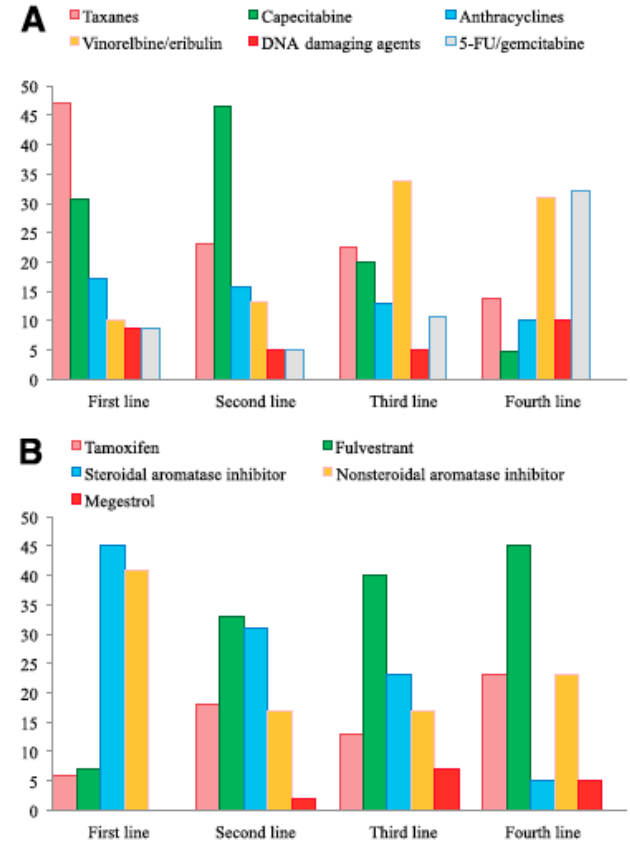 A
Taxanes Capecitabine Anthracyclines
Vinorelbine/eribulin DNA damaging agents 5-FU/gemcitabine
50
45
40
35
30
25
20
15
10
5
0
First line Second line Third line Fourth line
B
Tamoxifen Fulvestrant
Steroidal aromatase inhibitor Nonsteroidal aromatase inhibitor
Megestrol
50
45
40
35
30
25
20
15
10
5
0
First line Second line Third line Fourth line